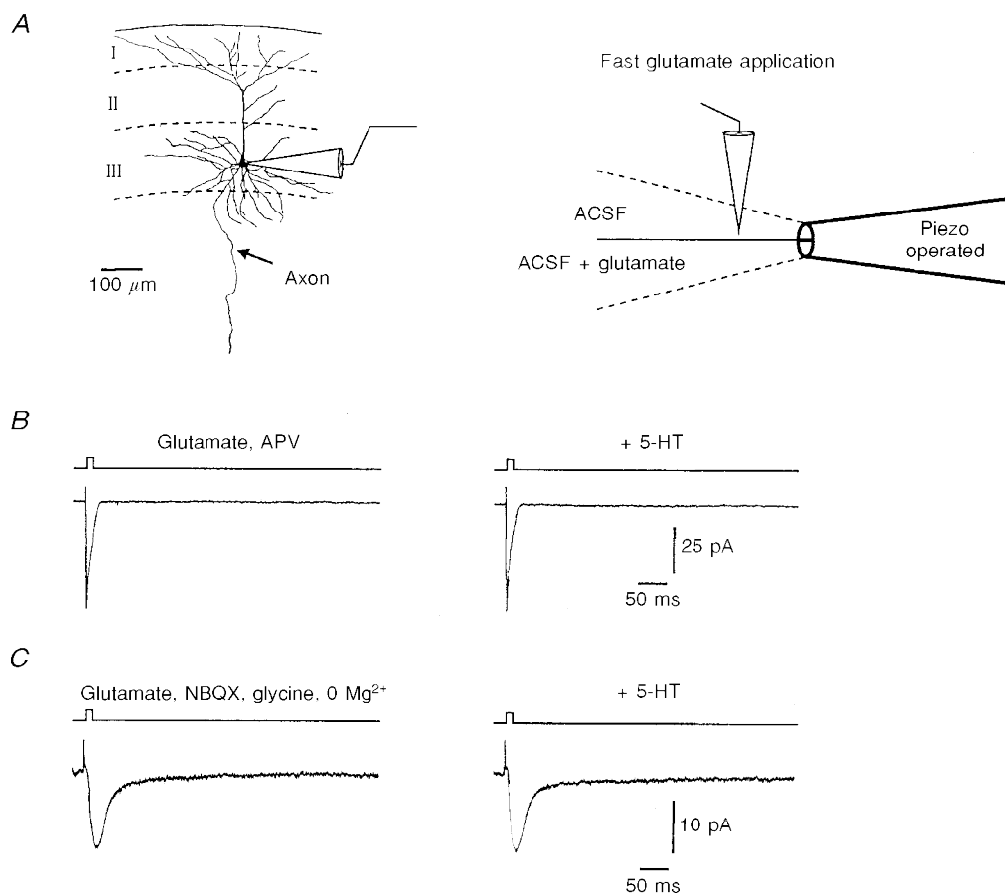 A
I
II
III
100 μm
Axon
Fast glutamate application
ACSF
ACSF + glutamate
Piezo
operated
B
Glutamate, APV
+ 5-HT
25 pA
50 ms
C
Glutamate, NBQX, glycine, 0 Mg²⁺
+ 5-HT
10 pA
50 ms